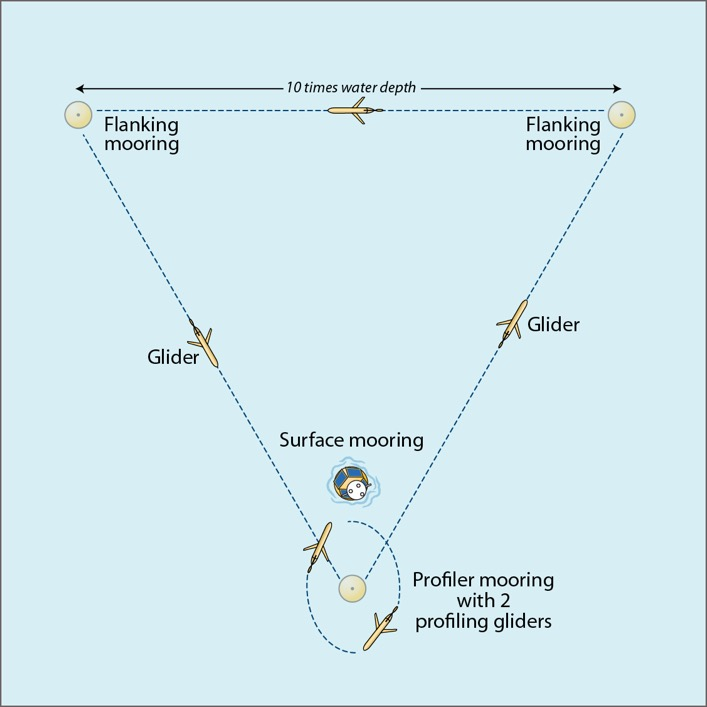 10 times water depth
Flanking
mooring
Flanking
mooring
Glider
Glider
Surface mooring
Profiler mooring
with 2
profiling gliders